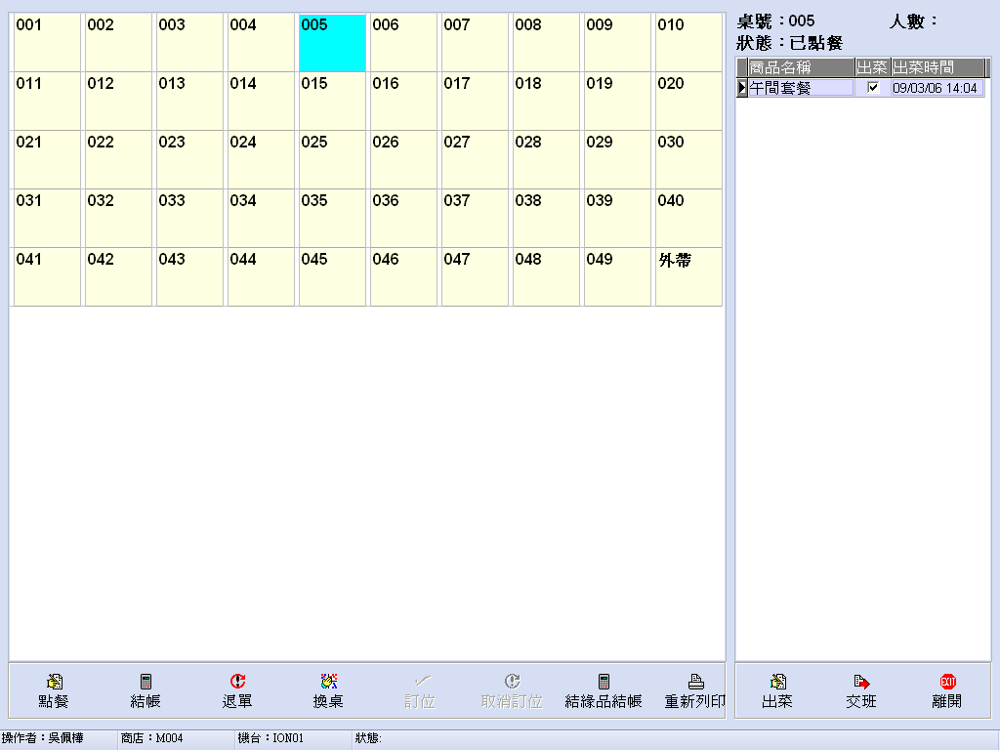 001 002 003 004 005 006 007 008 009 010
011 012 013 014 015 016 017 018 019 020
021 022 023 024 025 026 027 028 029 030
031 032 033 034 035 036 037 038 039 040
041 042 043 044 045 046 047 048 049 外帶
桌號：005 人數：
狀態：已點餐
商品名稱 出菜 出菜時間
午間套餐 09/03/06 14:04
點餐 結帳 退單 換桌 訂位 取消訂位 結緣品結帳 重新列印
EXIT
出菜 交班 離開
操作者：吳佩樺 商店：M004 機台：ION01 狀態: